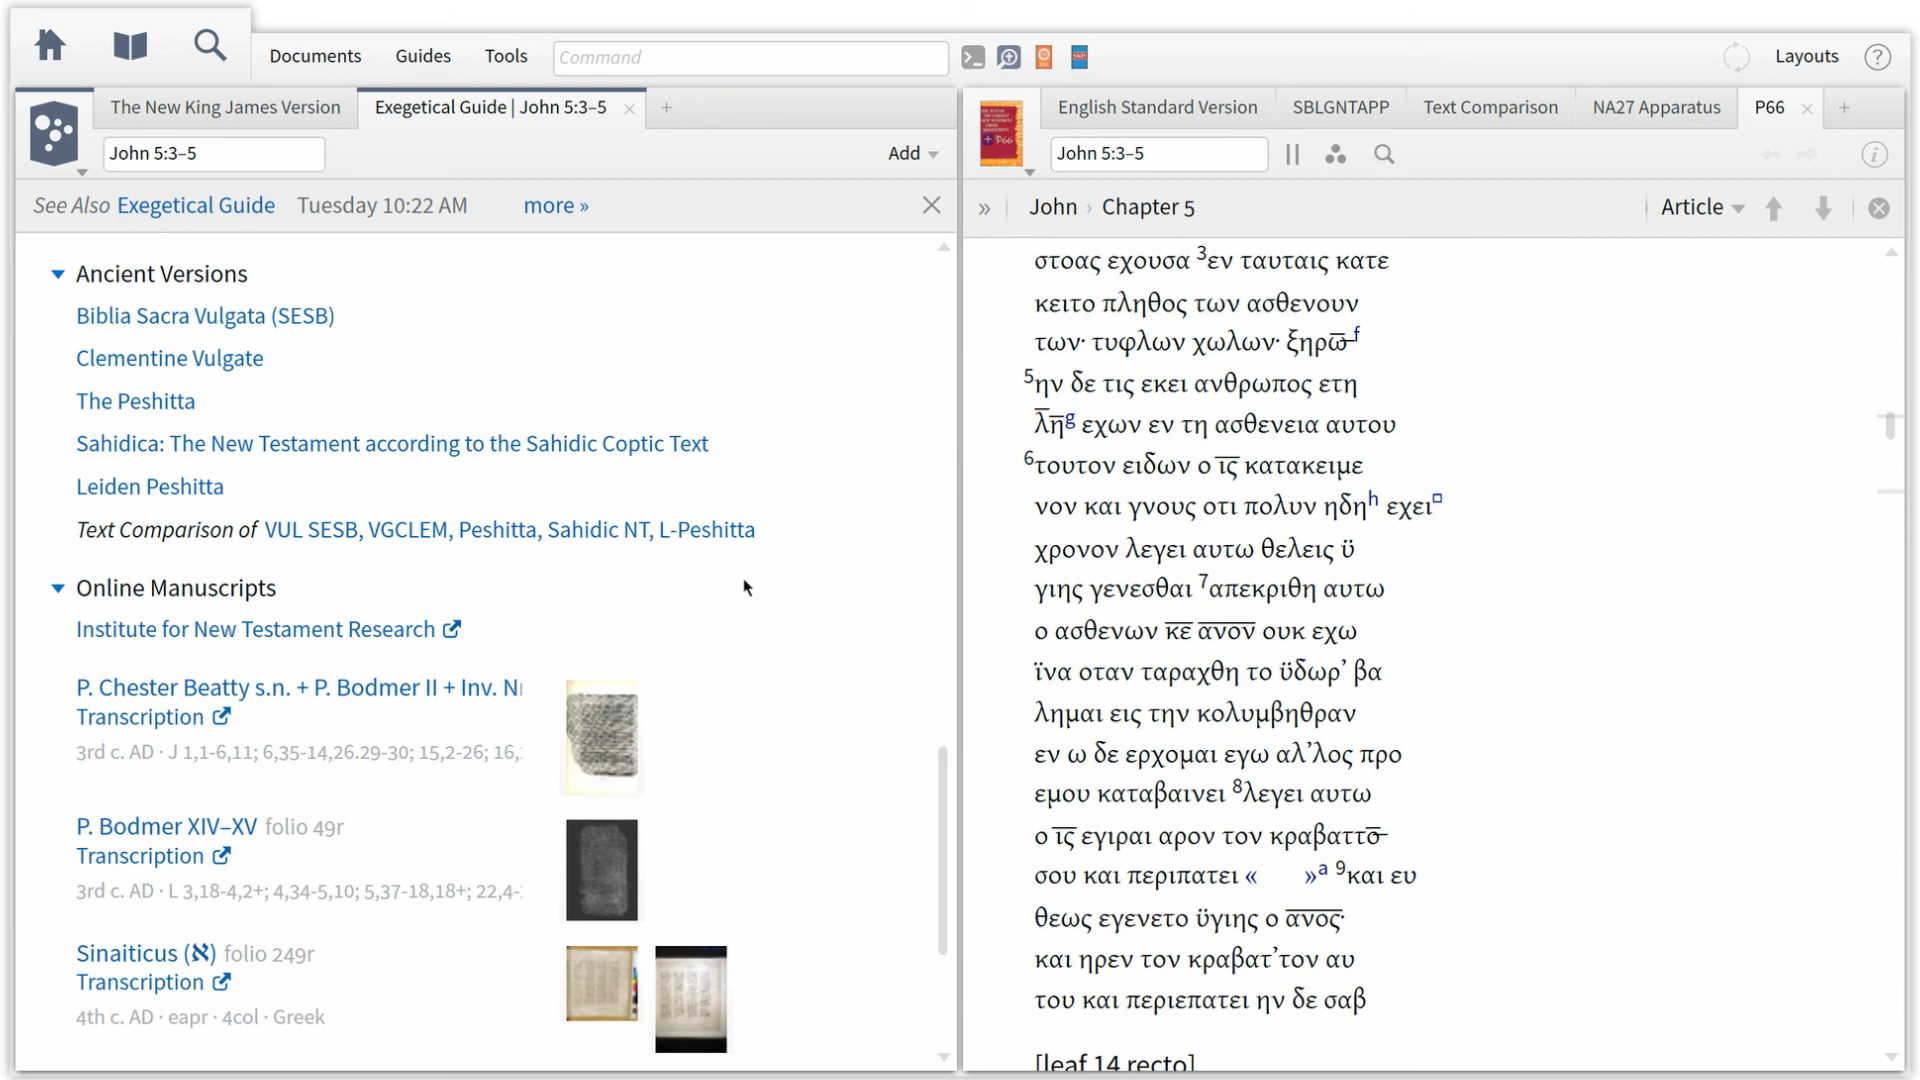 Documents Guides Tools Command Layouts
The New King James Version Exegetical Guide | John 5:3–5
John 5:3–5 Add
See Also Exegetical Guide Tuesday 10:22 AM more »
Ancient Versions
Biblia Sacra Vulgata (SESB)
Clementine Vulgate
The Peshitta
Sahidica: The New Testament according to the Sahidic Coptic Text
Leiden Peshitta
Text Comparison of VUL SESB, VGCLEM, Peshitta, Sahidic NT, L-Peshitta
Online Manuscripts
Institute for New Testament Research
P. Chester Beatty s.n. + P. Bodmer II + Inv.
Transcription
3rd c. AD · J 1,1-6,11; 6,35-14,26.29-30; 15,2-26; 16,
P. Bodmer XIV–XV folio 49r
Transcription
3rd c. AD · L 3,18-4,2+; 4,34-5,10; 5,37-18,18+; 22,4-
Sinaiticus (ℵ) folio 249r
Transcription
4th c. AD · eapr · 4col · Greek
English Standard Version SBLGNTAPP Text Comparison NA27 Apparatus P66
John 5:3–5
» John › Chapter 5 Article
στοας εχουσα ³εν ταυταις κατε
κειτο πληθος των ασθενουν
των· τυφλων χωλων· ξηρω̅ f
⁵ην δε τις εκει ανθρωπος ετη
λ̅η̅ g εχων εν τη ασθενεια αυτου
⁶τουτον ειδων ο ι̅ς̅ κατακειμε
νον και γνους οτι πολυν ηδη h εχει¤
χρονον λεγει αυτω θελεις ϋ
γιης γενεσθαι ⁷απεκριθη αυτω
ο ασθενων κ̅ε̅ α̅ν̅ο̅ν̅ ουκ εχω
ϊνα οταν ταραχθη το ϋδωρ’ βα
λημαι εις την κολυμβηθραν
εν ω δε ερχομαι εγω αλ’λος προ
εμου καταβαινει ⁸λεγει αυτω
ο ι̅ς̅ εγιραι αρον τον κραβαττο̅
σου και περιπατει « » a ⁹και ευ
θεως εγενετο ϋγιης ο α̅ν̅ο̅ς̅·
και ηρεν τον κραβατ’τον αυ
του και περιεπατει ην δε σαβ
[leaf 14 recto]